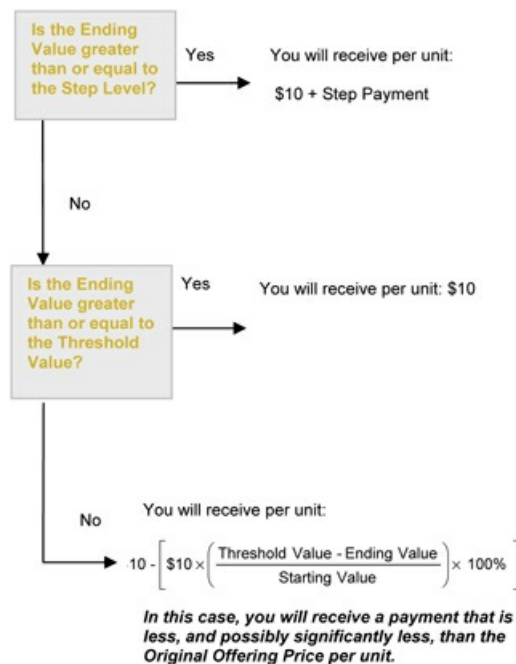 Is the Ending
Value greater
than or equal to
the Step Level?
Yes
You will receive per unit:
$10 + Step Payment
No
Is the Ending
Value greater
than or equal to
the Threshold
Value?
Yes
You will receive per unit: $10
No
You will receive per unit:
10 - [ $10 × ( Threshold Value - Ending Value
Starting Value ) × 100% ]
In this case, you will receive a payment that is
less, and possibly significantly less, than the
Original Offering Price per unit.